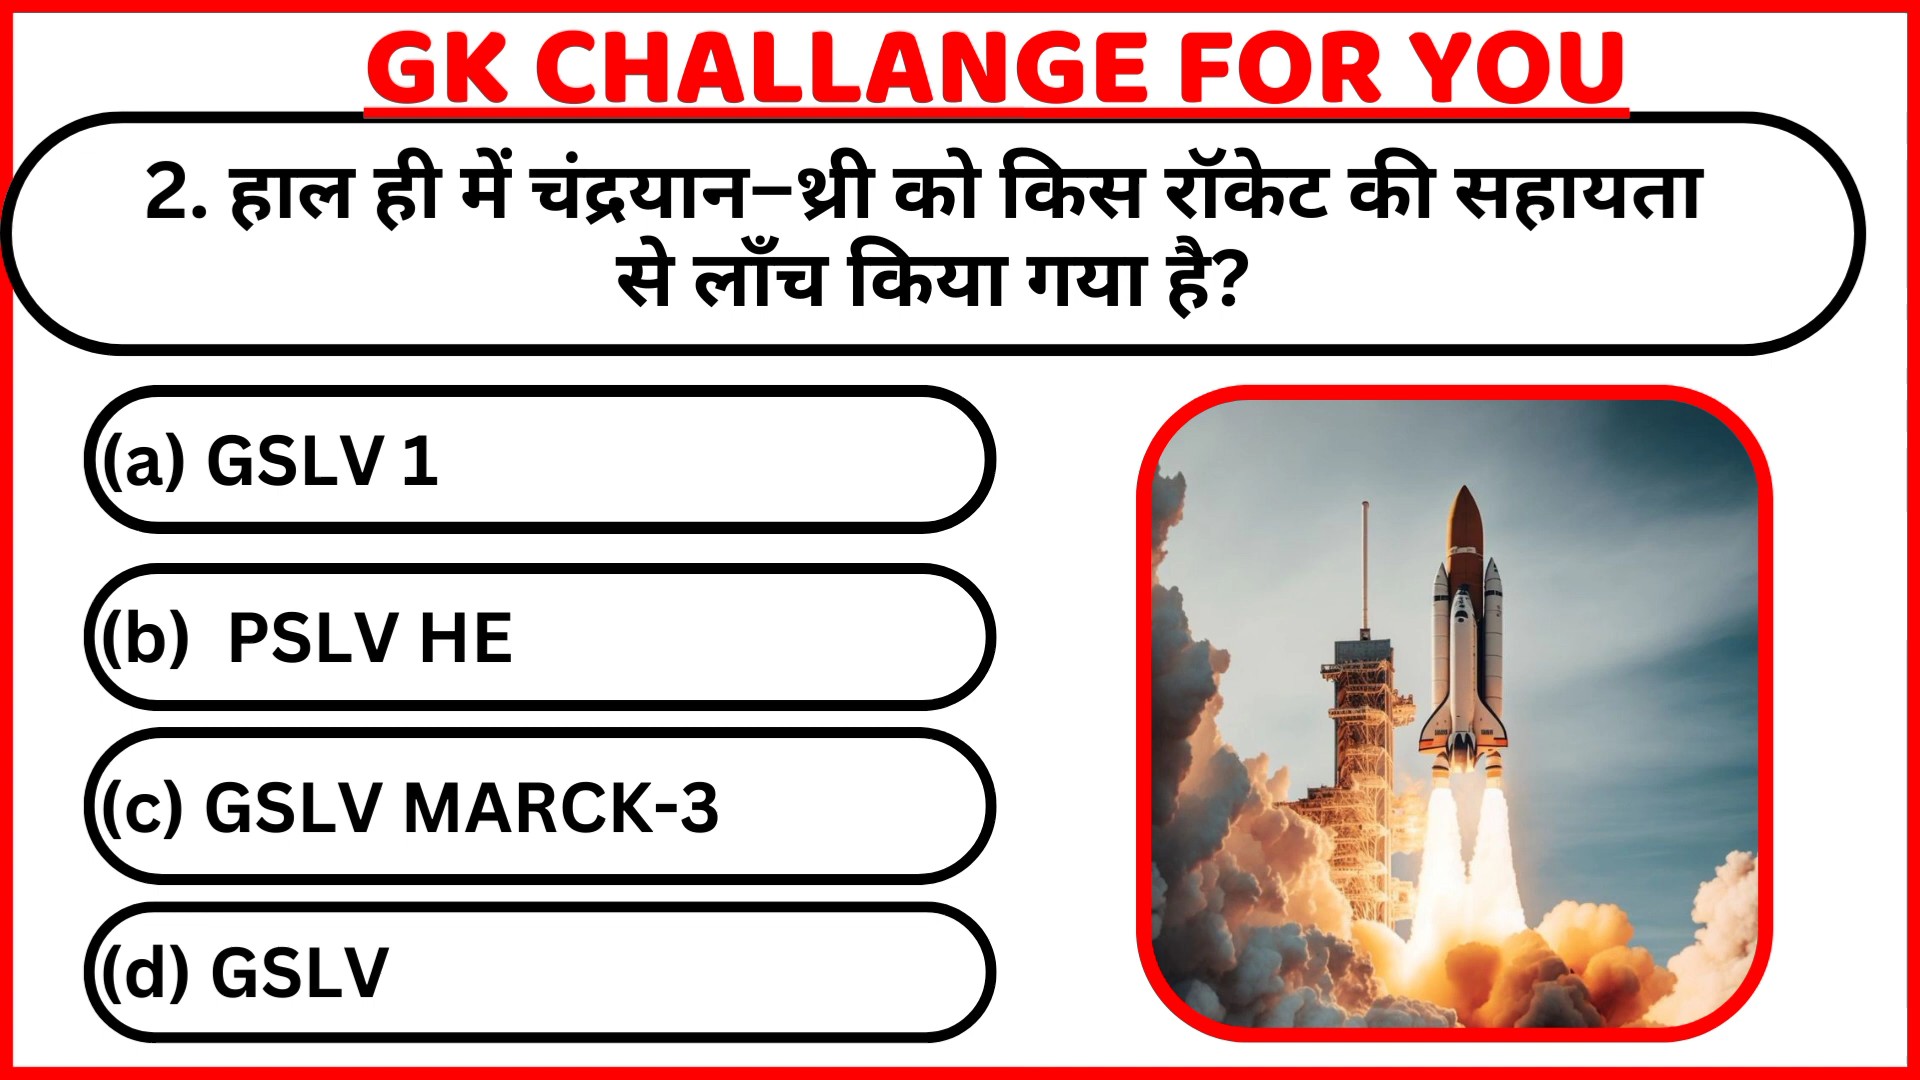 GK CHALLANGE FOR YOU
2. हाल ही में चंद्रयान–थ्री को किस रॉकेट की सहायता
से लाँच किया गया है?
(a) GSLV 1
(b) PSLV HE
(c) GSLV MARCK-3
(d) GSLV